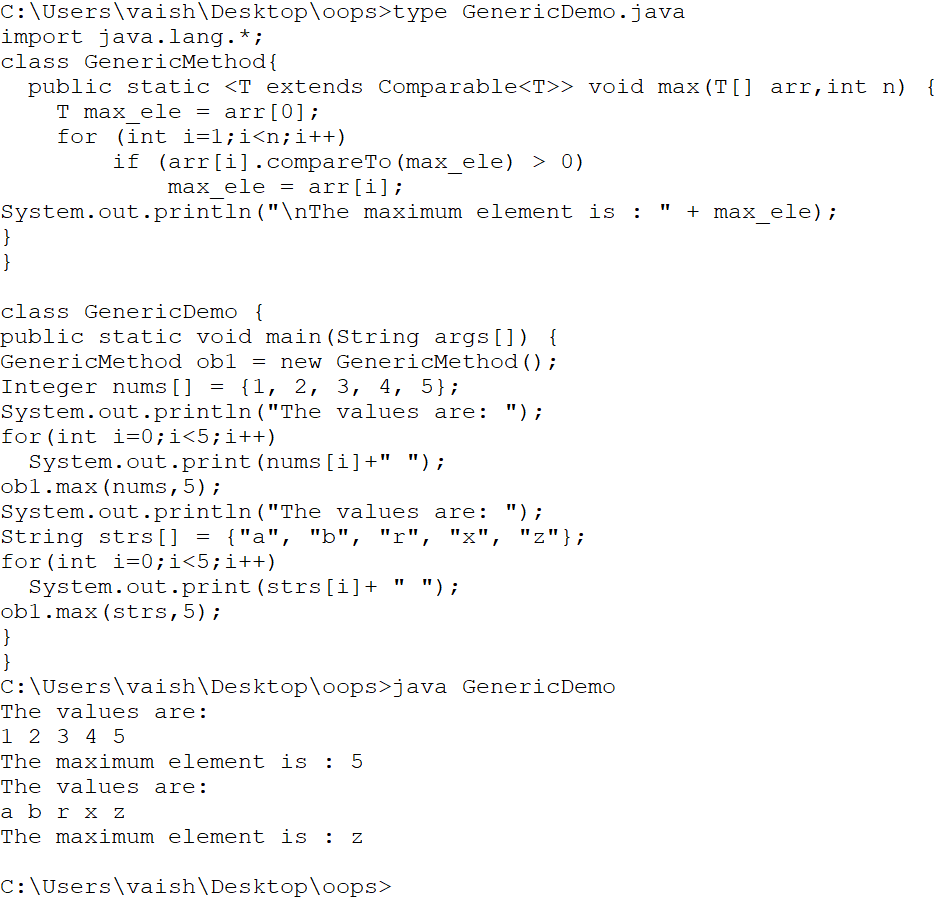 C:\Users\vaish\Desktop\oops>type GenericDemo.java
import java.lang.*;
class GenericMethod{
  public static <T extends Comparable<T>> void max(T[] arr,int n) {
    T max_ele = arr[0];
    for (int i=1;i<n;i++)
        if (arr[i].compareTo(max_ele) > 0)
            max_ele = arr[i];
System.out.println("\nThe maximum element is : " + max_ele);
}
}

class GenericDemo {
public static void main(String args[]) {
GenericMethod ob1 = new GenericMethod();
Integer nums[] = {1, 2, 3, 4, 5};
System.out.println("The values are: ");
for(int i=0;i<5;i++)
  System.out.print(nums[i]+" ");
ob1.max(nums,5);
System.out.println("The values are: ");
String strs[] = {"a", "b", "r", "x", "z"};
for(int i=0;i<5;i++)
  System.out.print(strs[i]+ " ");
ob1.max(strs,5);
}
}
C:\Users\vaish\Desktop\oops>java GenericDemo
The values are:
1 2 3 4 5
The maximum element is : 5
The values are:
a b r x z
The maximum element is : z

C:\Users\vaish\Desktop\oops>